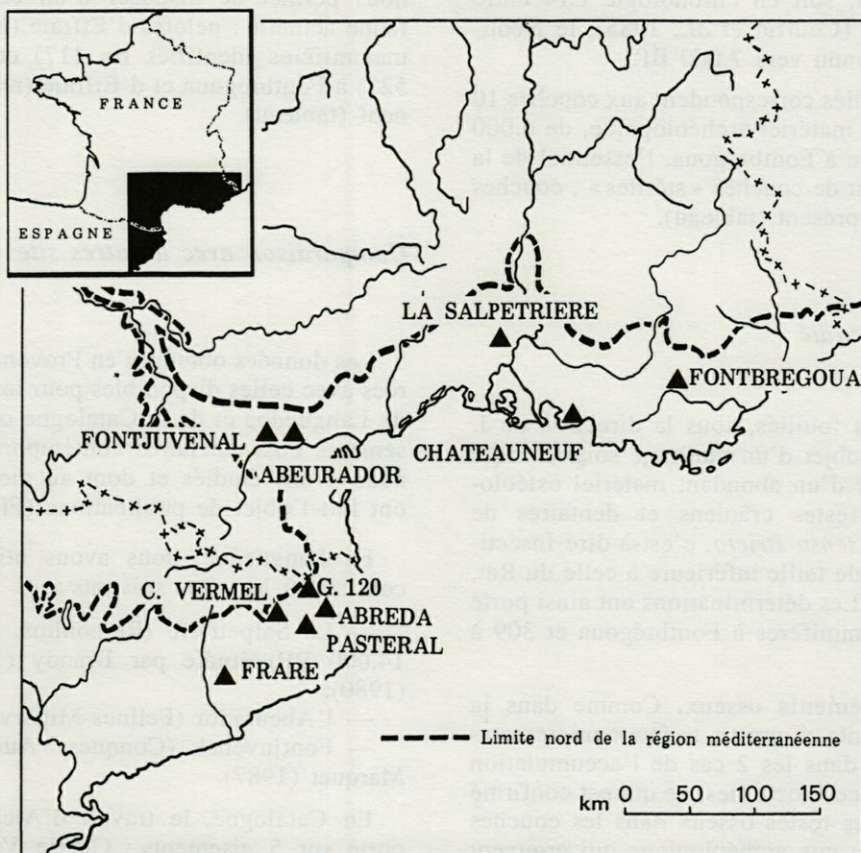 FRANCE
ESPAGNE
LA SALPETRIERE
FONTBREGOUA
FONTJUVENAL
CHATEAUNEUF
ABEURADOR
G. 120
C. VERMEL
ABREDA
PASTERAL
FRARE
Limite nord de la région méditerranéenne
km 0 50 100 150